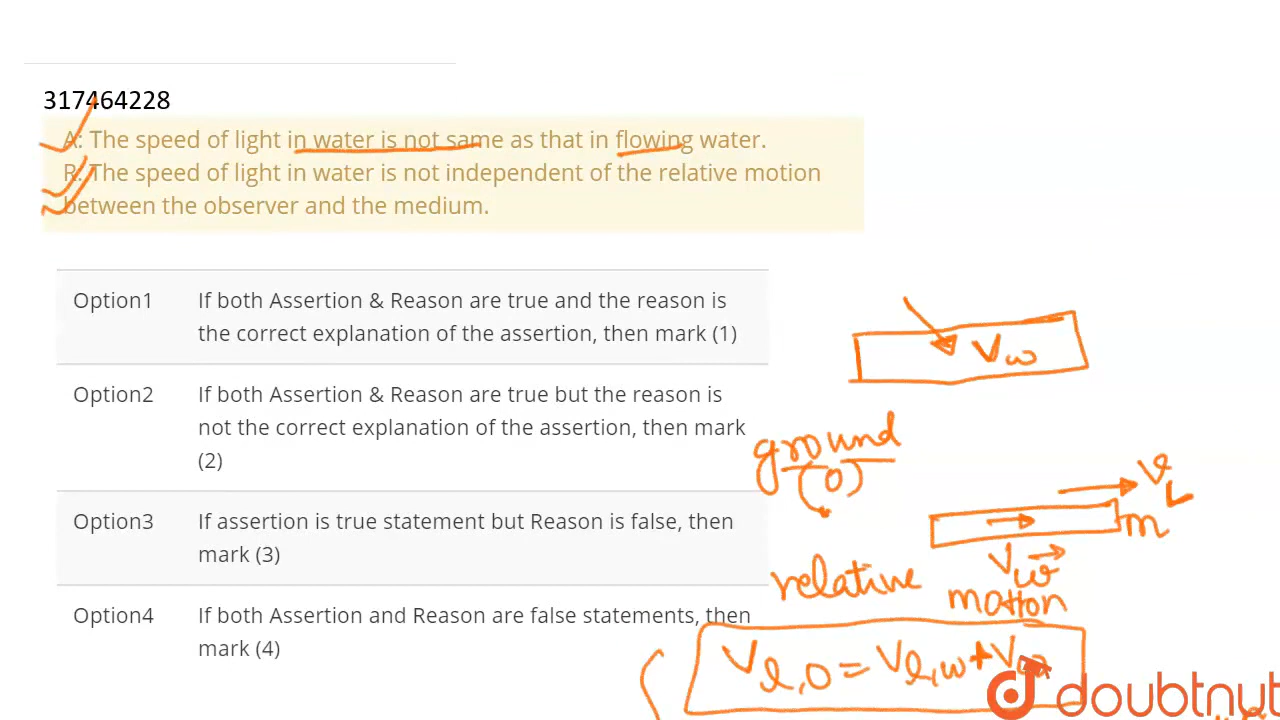 317464228
A: The speed of light in water is not same as that in flowing water.
R: The speed of light in water is not independent of the relative motion
between the observer and the medium.
Option1 If both Assertion & Reason are true and the reason is
the correct explanation of the assertion, then mark (1)
Option2 If both Assertion & Reason are true but the reason is
not the correct explanation of the assertion, then mark
(2)
Option3 If assertion is true statement but Reason is false, then
mark (3)
Option4 If both Assertion and Reason are false statements, then
mark (4)
Vw
ground
(0)
m
Vw
relative motion
Vl,0 = Vl,w +
doubtnut